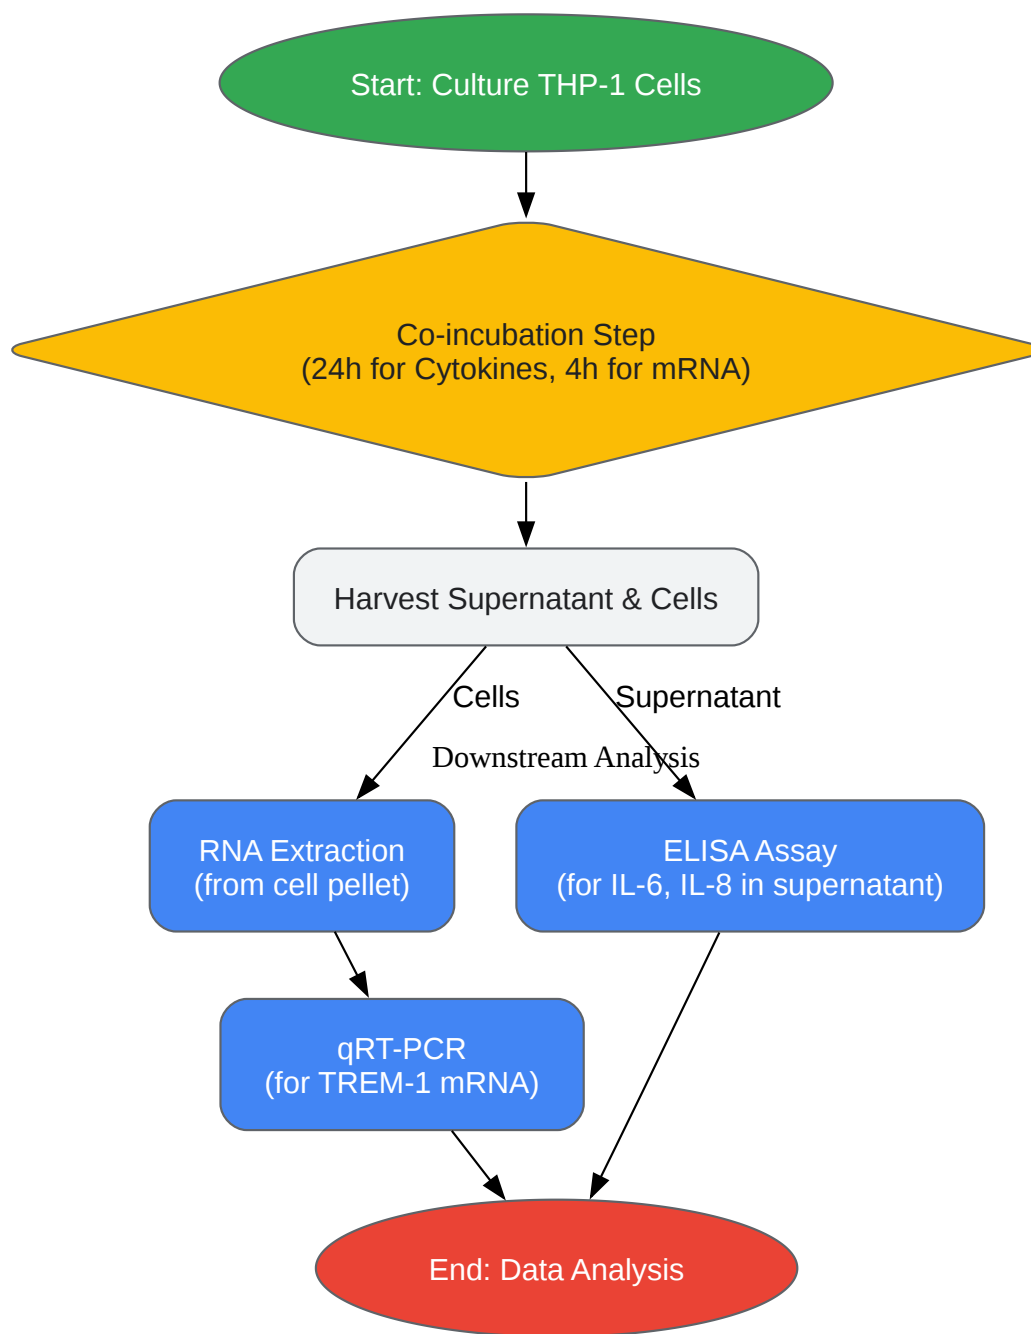 Start: Culture THP-1 Cells
Co-incubation Step
(24h for Cytokines, 4h for mRNA)
Harvest Supernatant & Cells
Cells
Supernatant
Downstream Analysis
RNA Extraction
(from cell pellet)
ELISA Assay
(for IL-6, IL-8 in supernatant)
qRT-PCR
(for TREM-1 mRNA)
End: Data Analysis